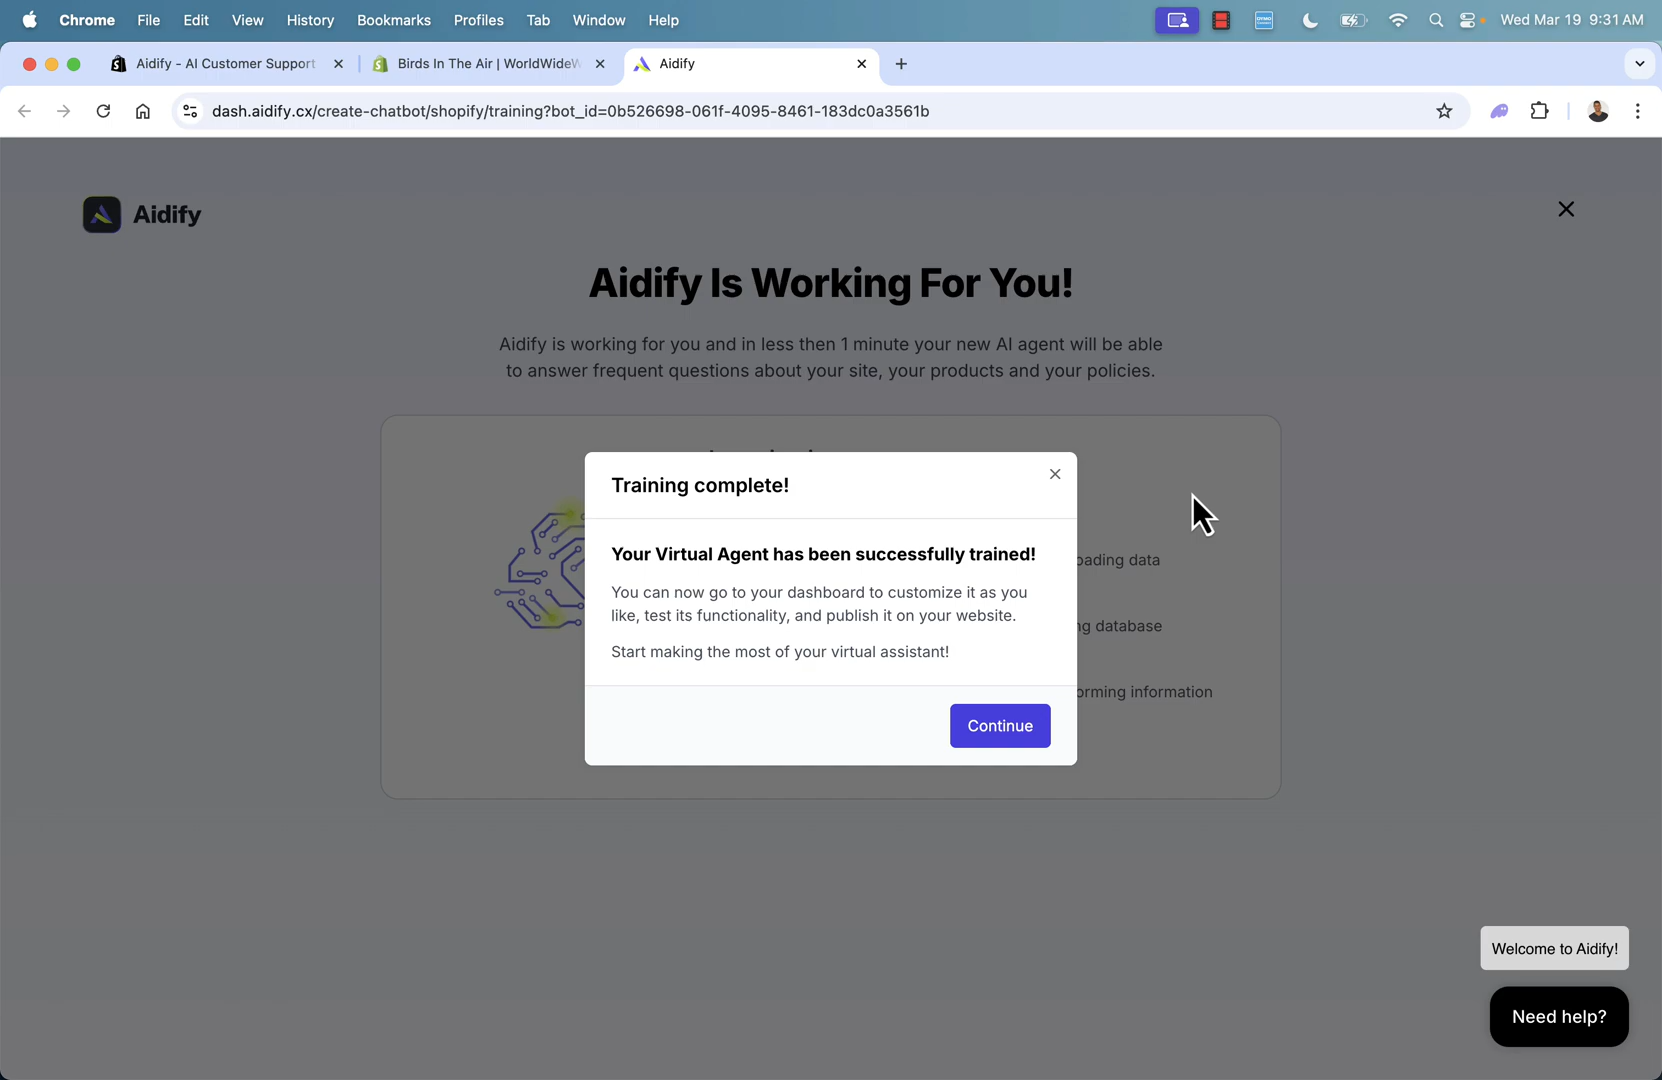 Chrome File Edit View History Bookmarks Profiles Tab Window Help Wed Mar 19 9:31 AM
Aidify - AI Customer Support Birds In The Air | WorldWideW Aidify
dash.aidify.cx/create-chatbot/shopify/training?bot_id=0b526698-061f-4095-8461-183dc0a3561b
Aidify
Aidify Is Working For You!
Aidify is working for you and in less then 1 minute your new AI agent will be able
to answer frequent questions about your site, your products and your policies.
Training complete!
Your Virtual Agent has been successfully trained!
oading data
You can now go to your dashboard to customize it as you
like, test its functionality, and publish it on your website.
ng database
Start making the most of your virtual assistant!
orming information
Continue
Welcome to Aidify!
Need help?